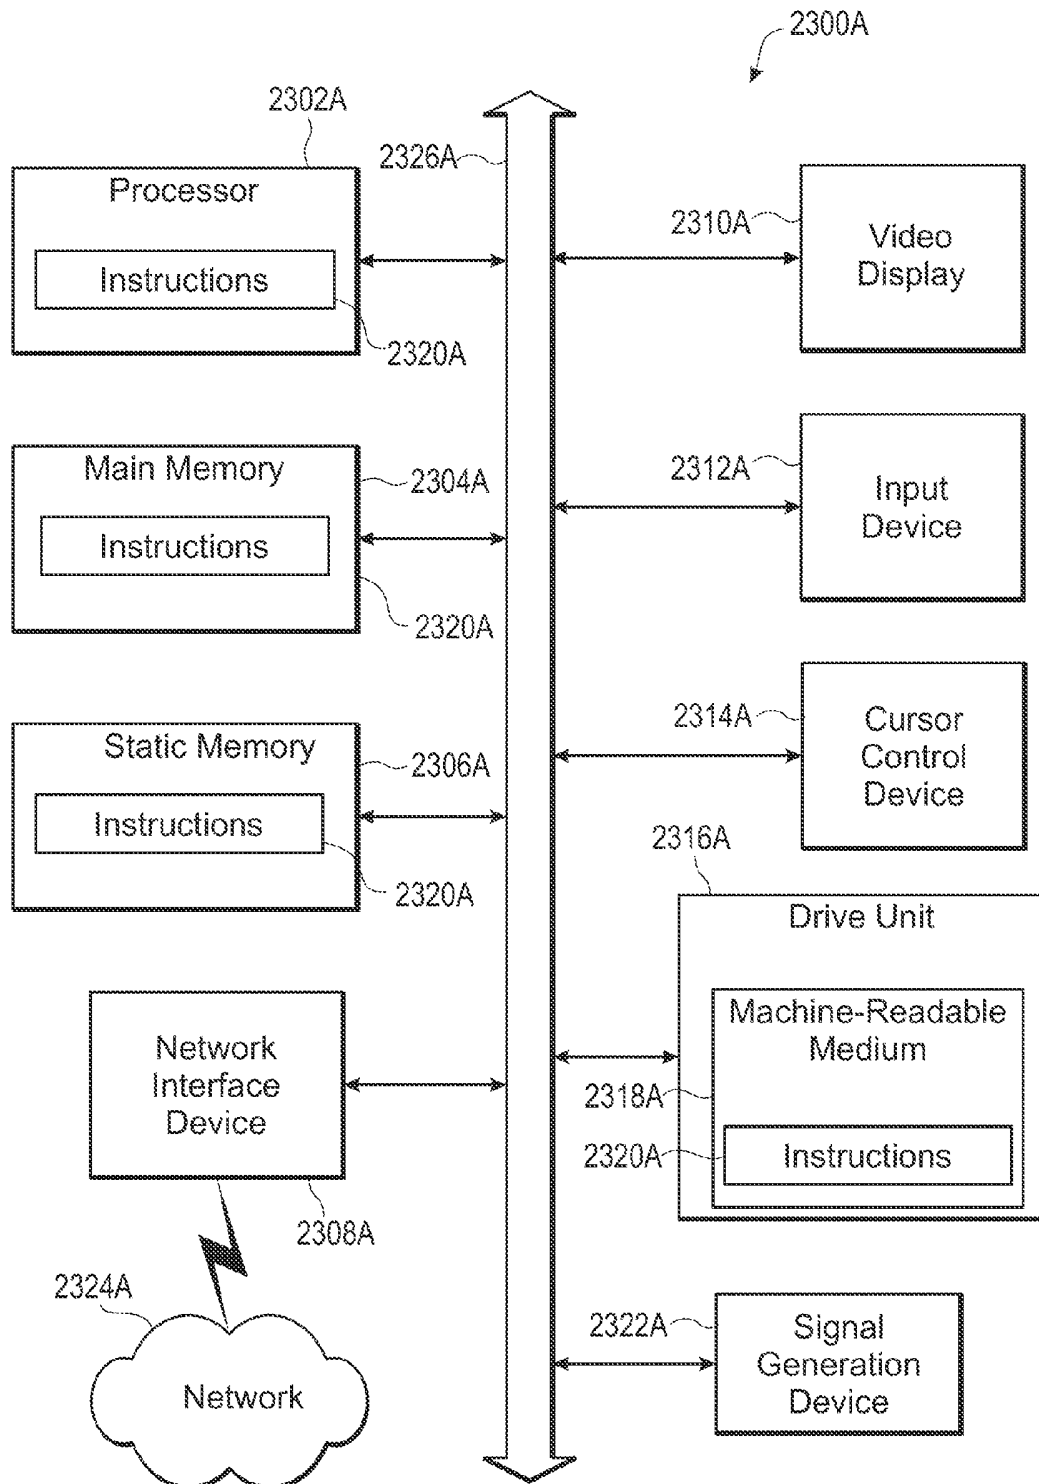 2300A
2302A
2326A
Processor
Instructions
2320A
2310A
Video
Display
Main Memory
2304A
Instructions
2320A
2312A
Input
Device
Static Memory
2306A
Instructions
2320A
2314A
Cursor
Control
Device
2316A
Drive Unit
Machine-Readable
Medium
2318A
2320A
Instructions
Network
Interface
Device
2308A
2324A
Network
2322A
Signal
Generation
Device